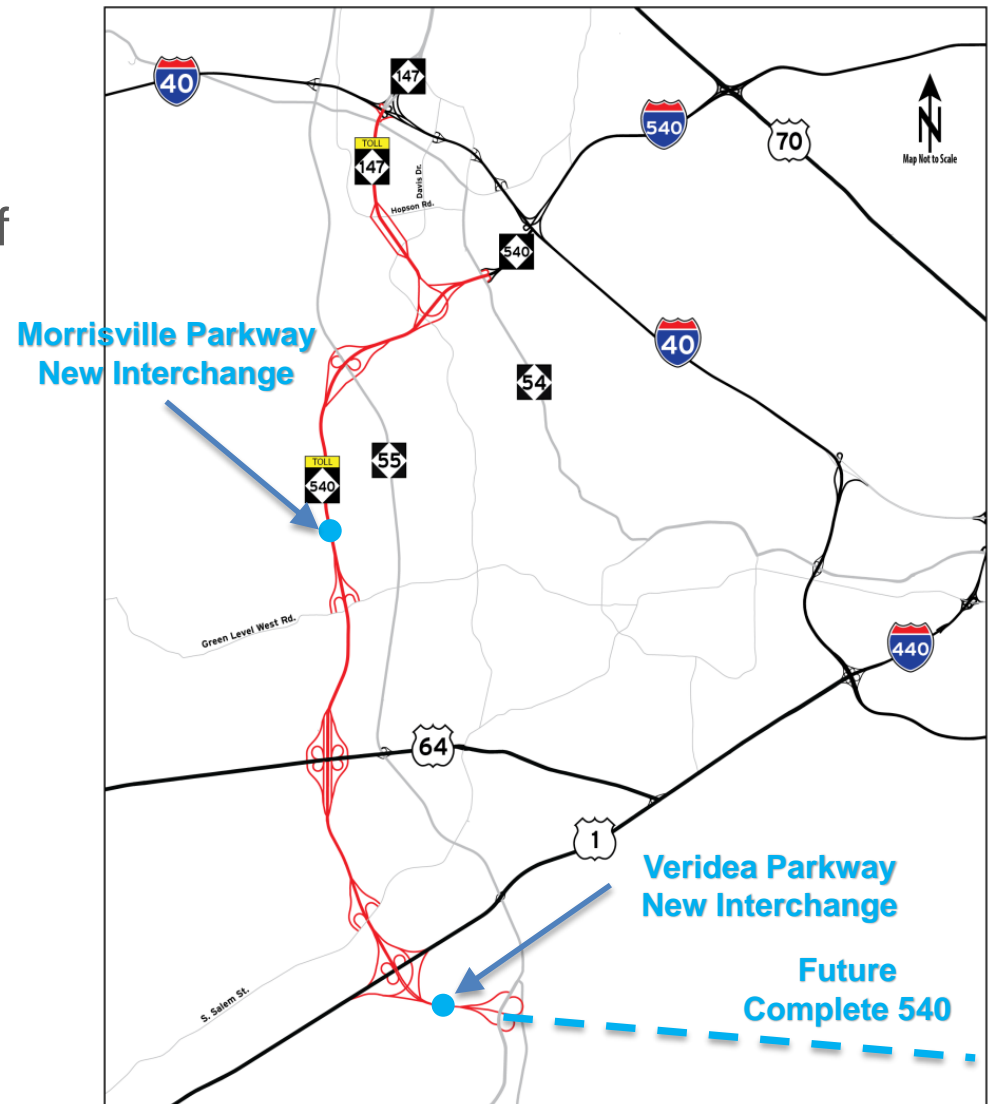 147
40
540
70
N
Map Not to Scale
TOLL
147
Davis Dr.
Hopson Rd.
f
540
Morrisville Parkway
New Interchange
40
54
TOLL
540
55
Green Level West Rd.
440
64
1
Veridea Parkway
New Interchange
Future
Complete 540
S. Salem St.